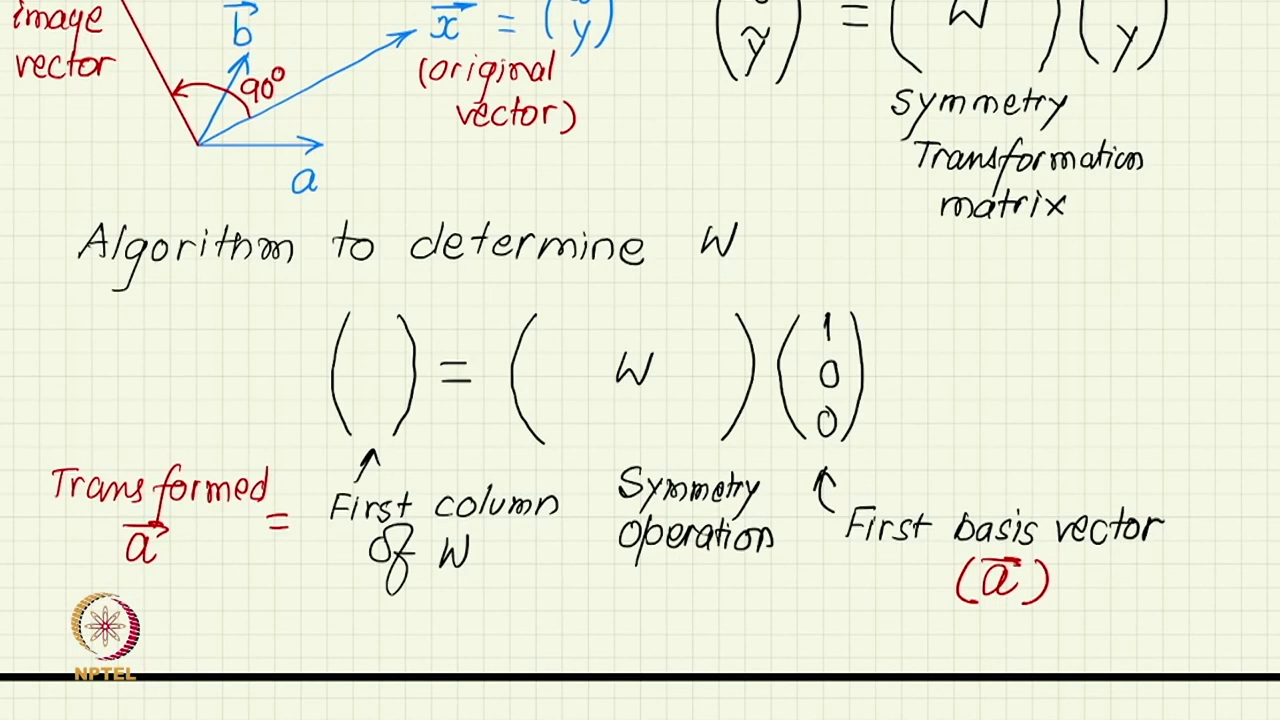 image
vector
b
90°
x = ( y )
(original
vector)
a
( ỹ ) = ( W ) ( y )
Symmetry
Transformation
matrix
Algorithm to determine W
( ) = ( W ) ( 1
0
0 )
Transformed
a
=
First column
of W
Symmetry
operation
First basis vector
(a)
NPTEL